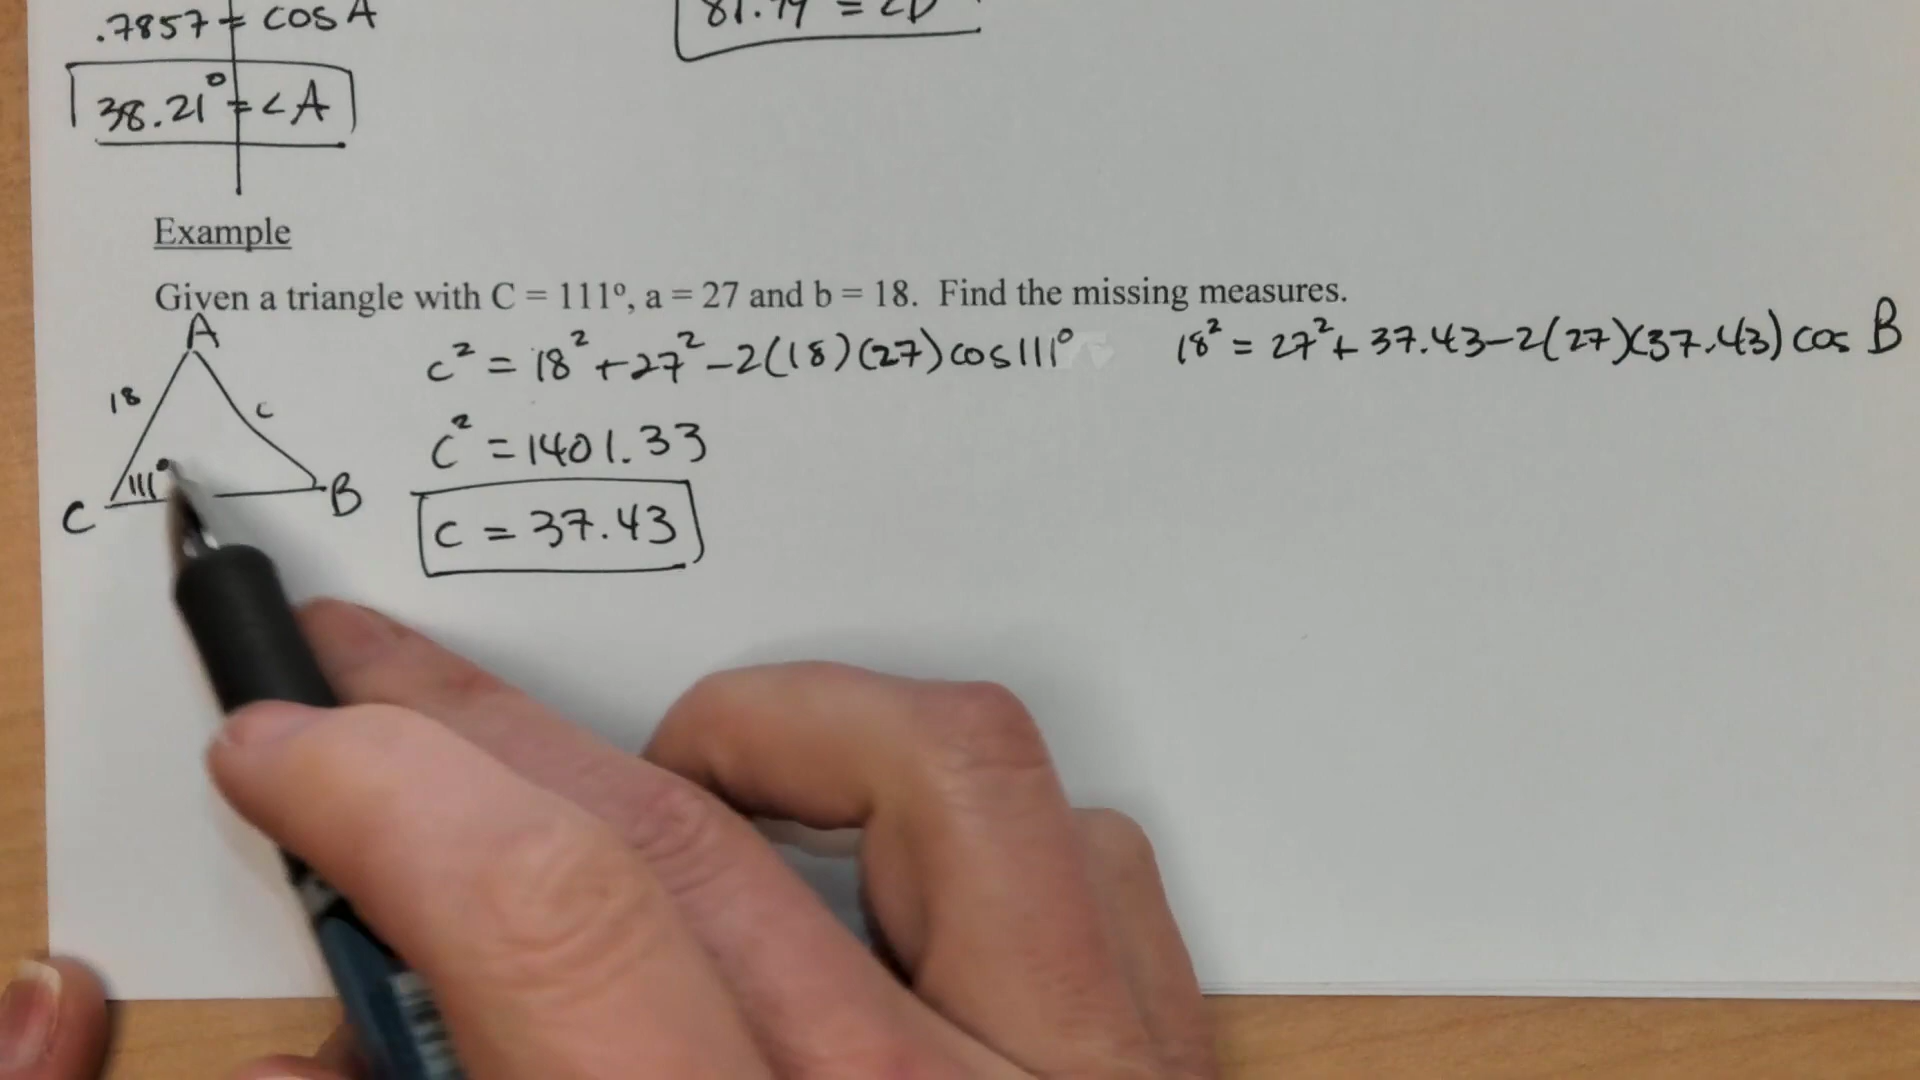 .7857 = cos A
38.21° = ∠A
81.79° = ∠D
Example
Given a triangle with C = 111º, a = 27 and b = 18.  Find the missing measures.
A
18
c
111°
C
B
c² = 18² + 27² - 2(18)(27) cos 111°
c² = 1401.33
c = 37.43
18² = 27² + 37.43 - 2(27)(37.43) cos B